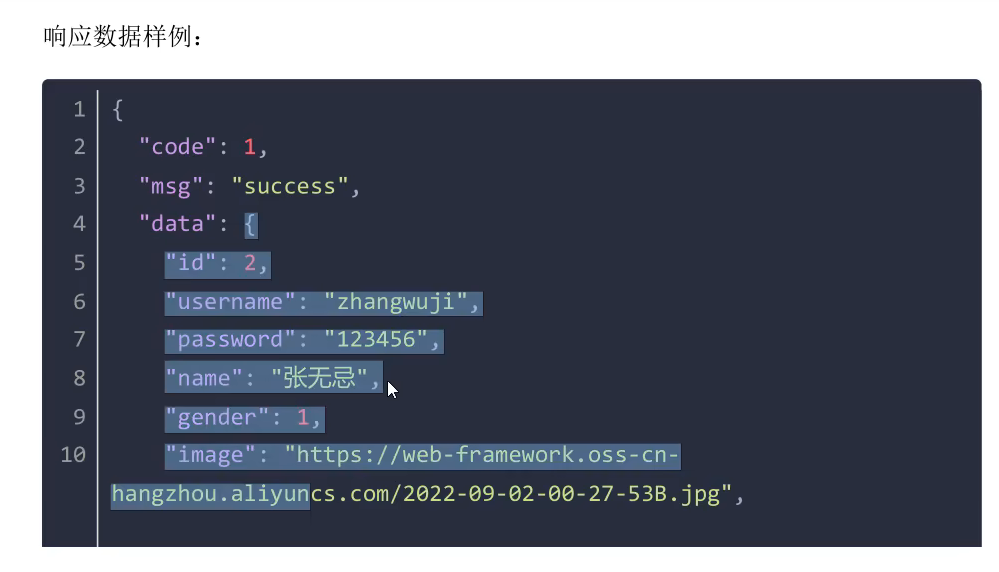 响应数据样例：
1 {
2 "code": 1,
3 "msg": "success",
4 "data": {
5 "id": 2,
6 "username": "zhangwuji",
7 "password": "123456",
8 "name": "张无忌",
9 "gender": 1,
10 "image": "https://web-framework.oss-cn-
hangzhou.aliyuncs.com/2022-09-02-00-27-53B.jpg",